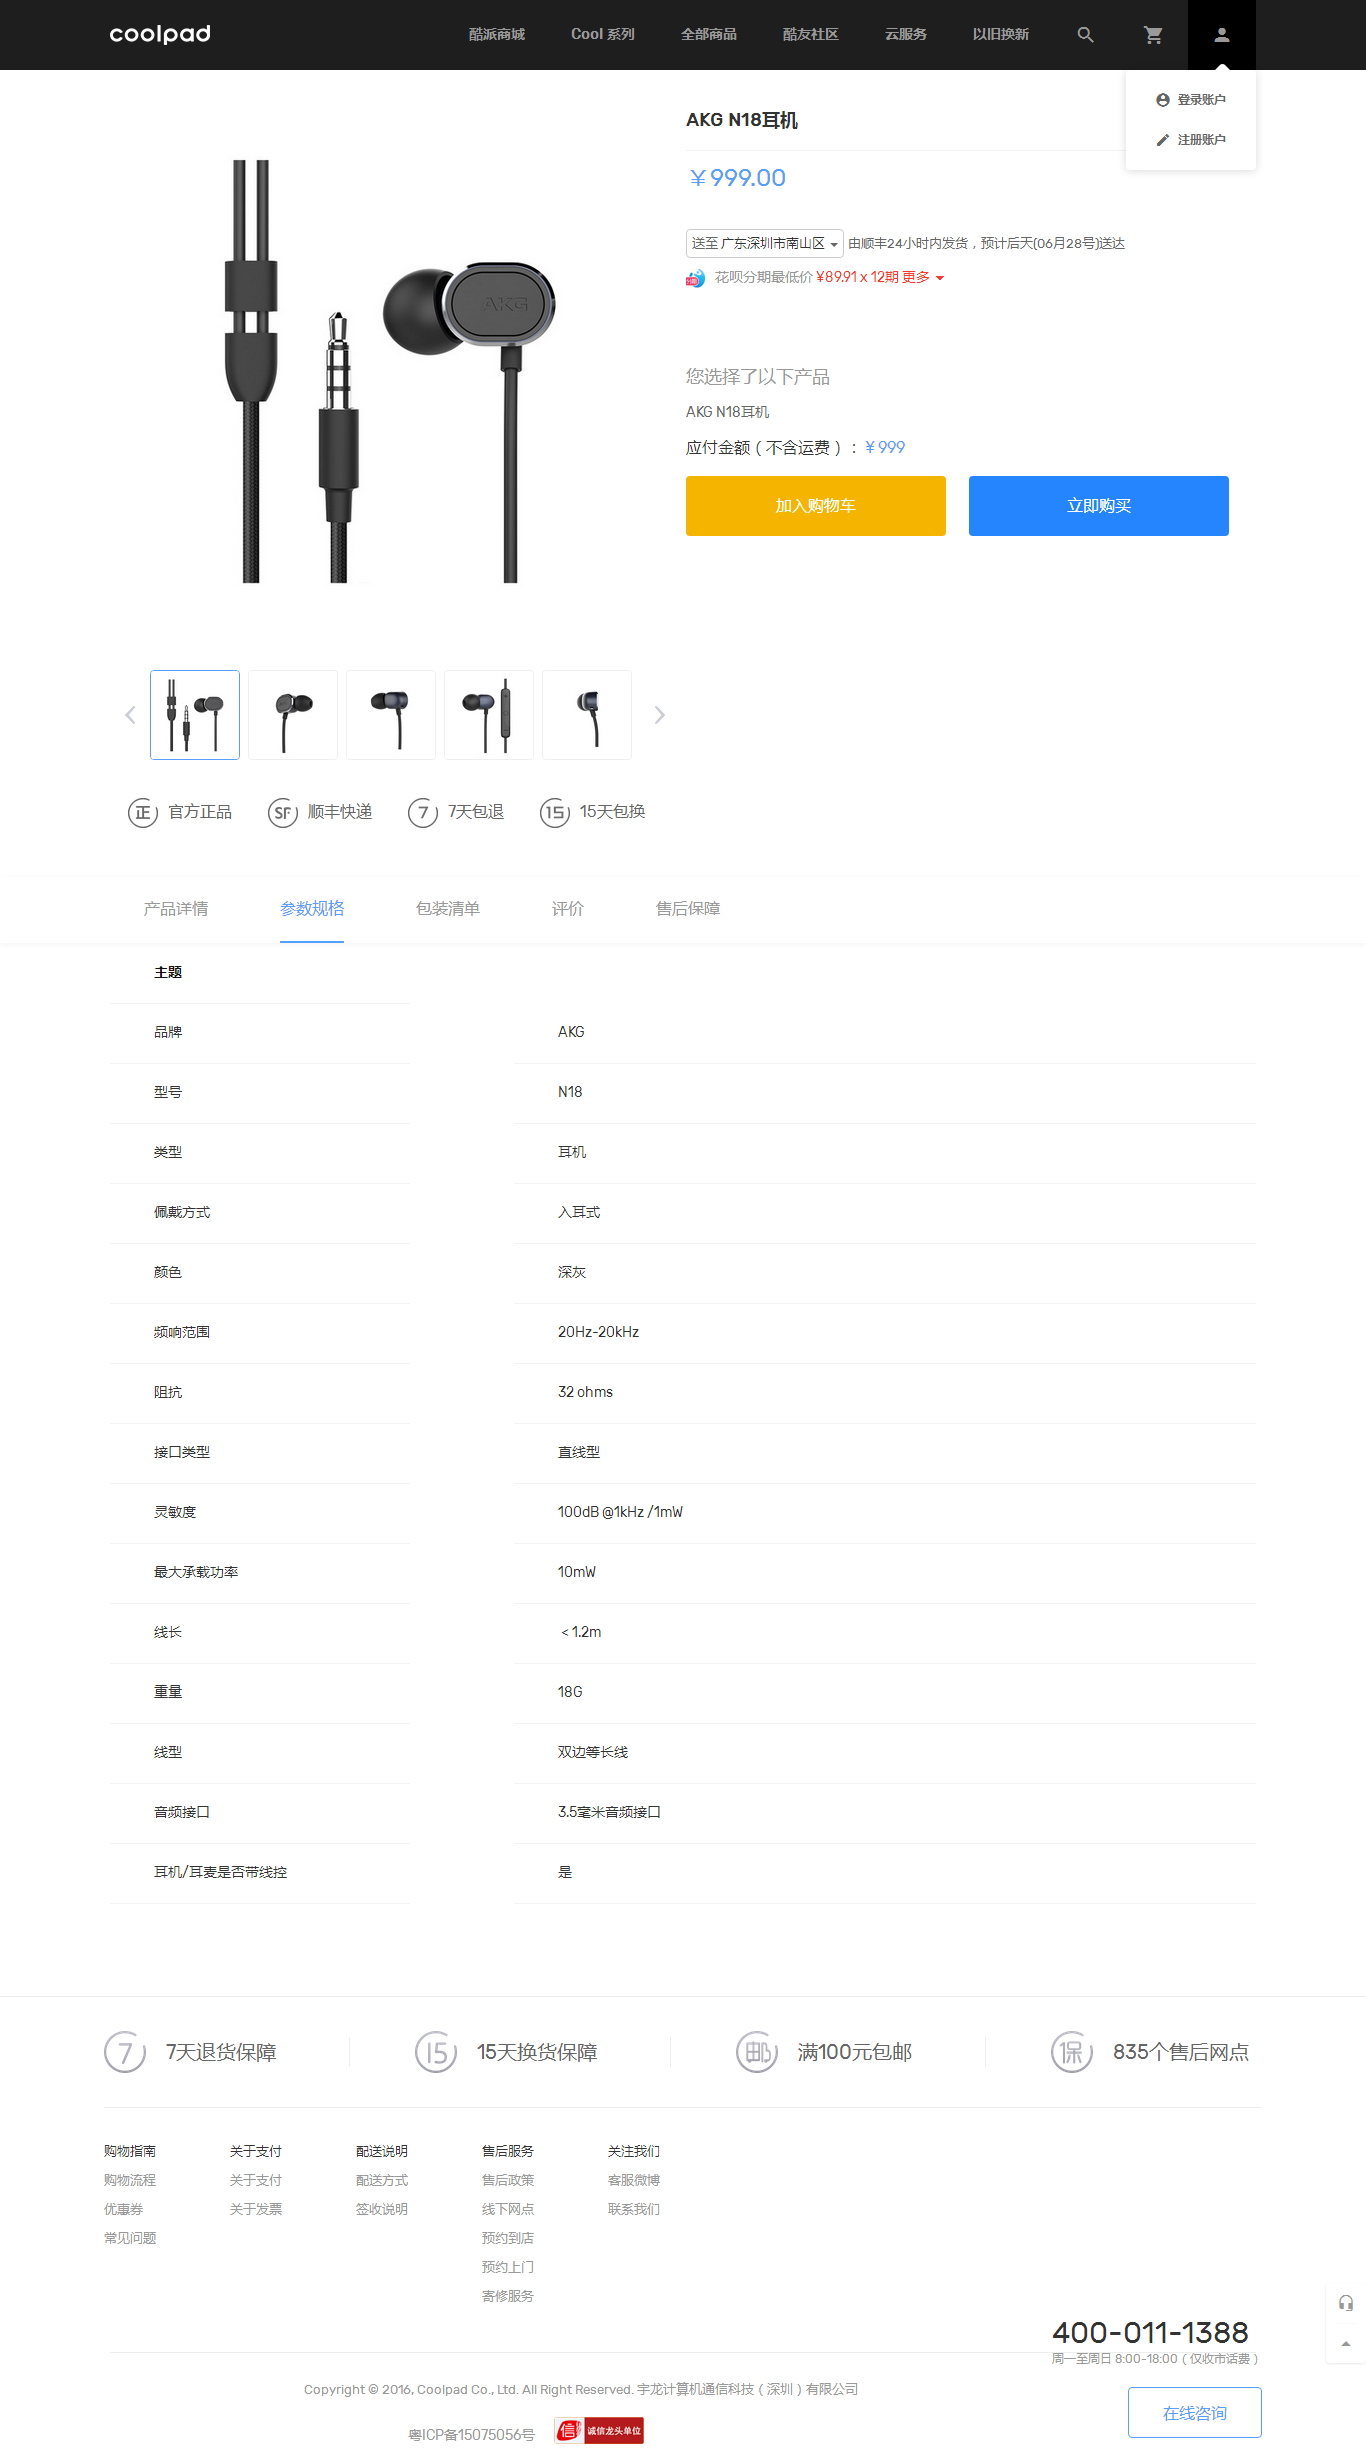 coolpad 酷派商城 Cool 系列 全部商品 酷友社区 云服务 以旧换新
登录账户
注册账户
AKG N18耳机
￥999.00
送至 广东深圳市南山区 由顺丰24小时内发货，预计后天(06月28号)送达
分期 花呗分期最低价 ¥89.91 x 12期 更多
AKG
您选择了以下产品
AKG N18耳机
应付金额（不含运费）：￥999
加入购物车 立即购买
正 官方正品 SF 顺丰快递 7 7天包退 15 15天包换
产品详情 参数规格 包装清单 评价 售后保障
主题
品牌 AKG
型号 N18
类型 耳机
佩戴方式 入耳式
颜色 深灰
频响范围 20Hz-20kHz
阻抗 32 ohms
接口类型 直线型
灵敏度 100dB @1kHz /1mW
最大承载功率 10mW
线长 ＜1.2m
重量 18G
线型 双边等长线
音频接口 3.5毫米音频接口
耳机/耳麦是否带线控 是
7 7天退货保障 15 15天换货保障 邮 满100元包邮 保 835个售后网点
购物指南 关于支付 配送说明 售后服务 关注我们
购物流程 关于支付 配送方式 售后政策 客服微博
优惠券 关于发票 签收说明 线下网点 联系我们
常见问题 预约到店
预约上门
寄修服务
400-011-1388
周一至周日 8:00-18:00（仅收市话费）
Copyright © 2016, Coolpad Co., Ltd. All Right Reserved. 宇龙计算机通信科技（深圳）有限公司
粤ICP备15075056号 信 诚信龙头单位
在线咨询